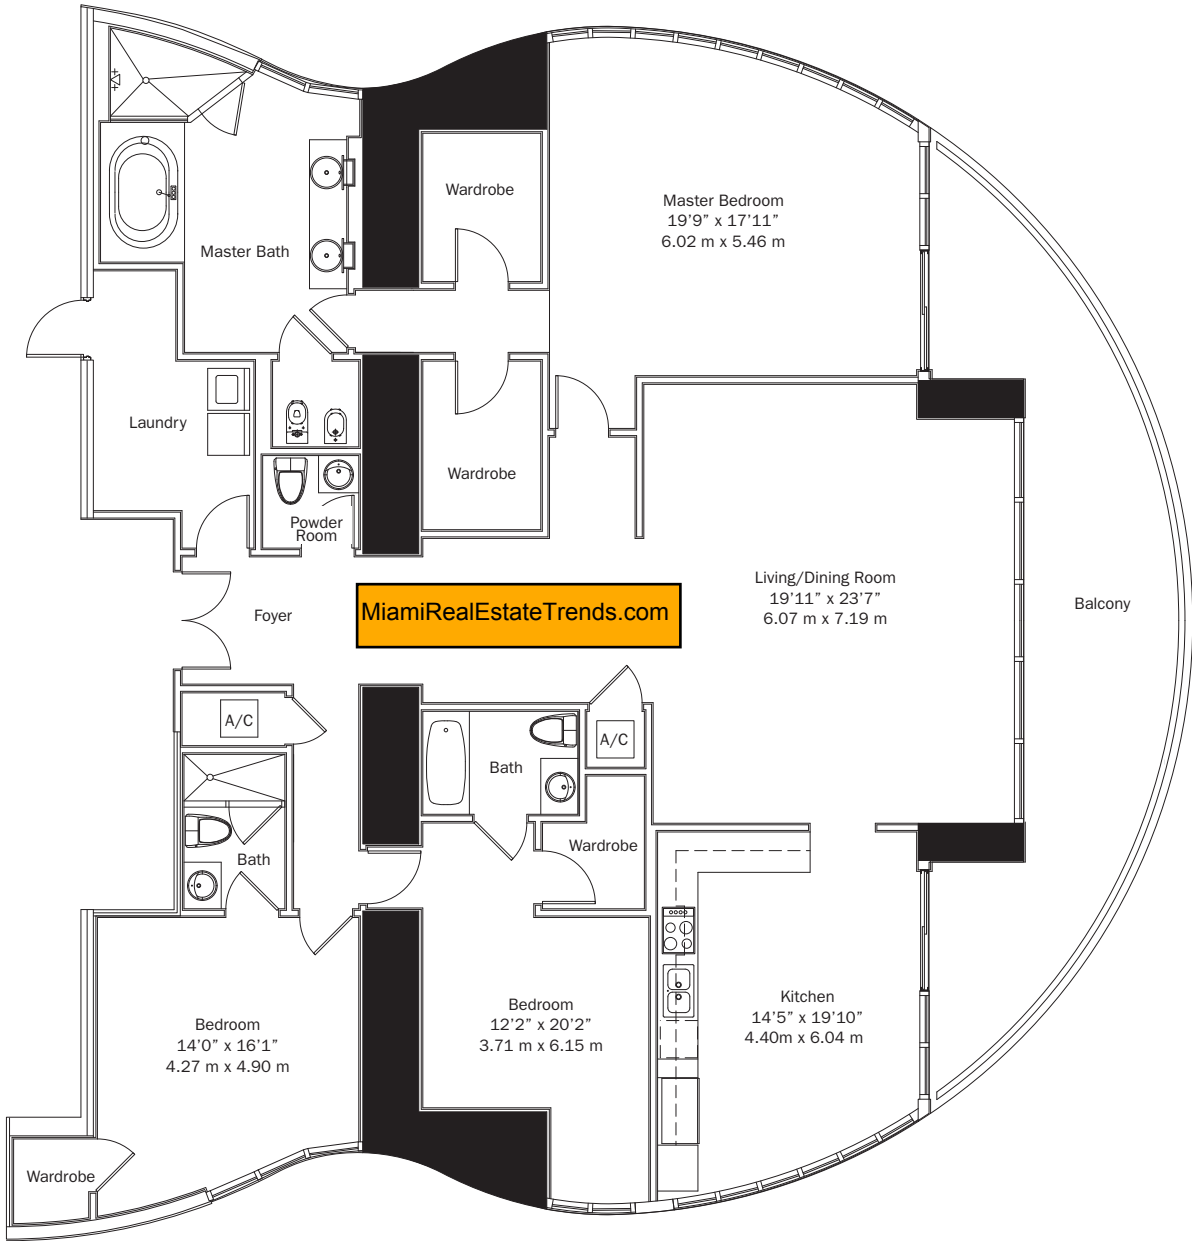 Wardrobe
Master Bedroom
19’9” x 17’11”
6.02 m x 5.46 m
Master Bath
Laundry
Wardrobe
Powder
Room
Living/Dining Room
19’11” x 23’7”
6.07 m x 7.19 m
Balcony
Foyer
MiamiRealEstateTrends.com
A/C
A/C
Bath
Wardrobe
Bath
Kitchen
14’5” x 19’10”
4.40m x 6.04 m
Bedroom
12’2” x 20’2”
3.71 m x 6.15 m
Bedroom
14’0” x 16’1”
4.27 m x 4.90 m
Wardrobe